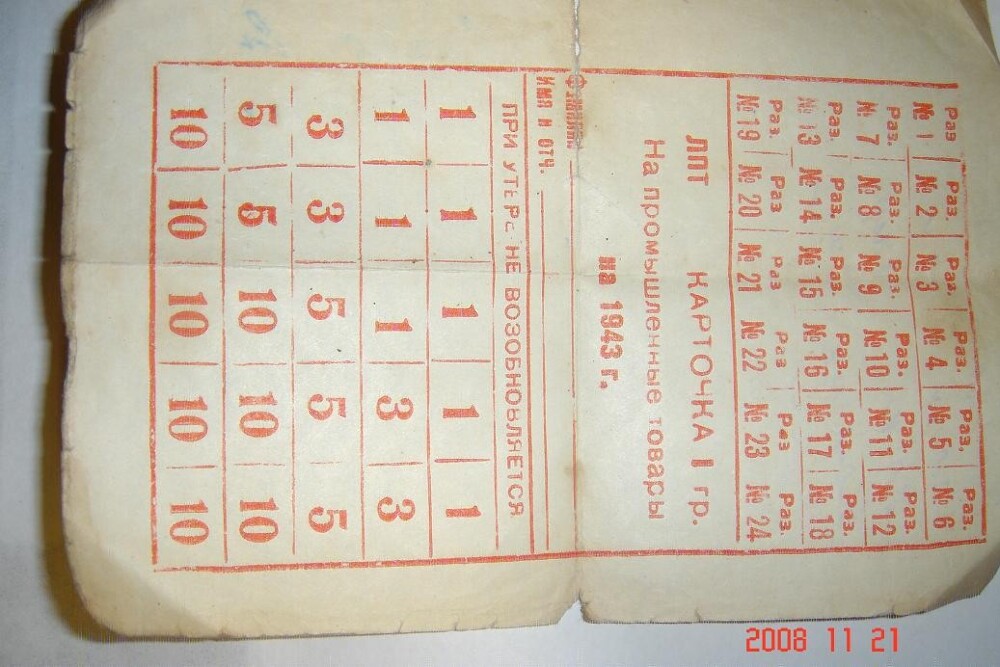 Раз Раз. Раз. Раз. Раз. Раз.
№ 1 № 2 № 3 № 4 № 5 № 6
Раз. Раз. Раз. Раз. Раз. Раз.
№ 7 № 8 № 9 № 10 № 11 № 12
Раз. Раз. Раз. Раз. Раз. Раз.
№ 13 № 14 № 15 № 16 № 17 № 18
Раз. Раз Раз Раз Раз Раз.
№ 19 № 20 № 21 № 22 № 23 № 24
ЛПТ КАРТОЧКА I гр.
На промышленные товары
на 1943 г.
Имя и отч.
ПРИ НЕ ВОЗОБНОВЛЯЕТСЯ
1 1 1 1 1
1 1 1 3 3
3 3 5 5 5
5 5 10 10 10
10 10 10 10 10
2008 11 21